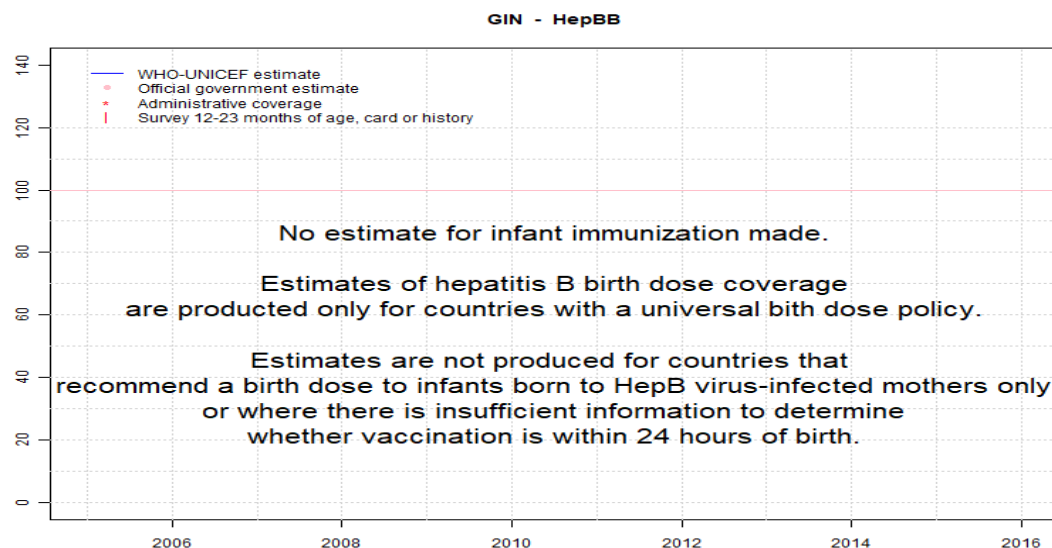 GIN - HepBB
140
120
100
80
60
40
20
0
WHO-UNICEF estimate
Official government estimate
* Administrative coverage
| Survey 12-23 months of age, card or history
No estimate for infant immunization made.
Estimates of hepatitis B birth dose coverage
are producted only for countries with a universal bith dose policy.
Estimates are not produced for countries that
recommend a birth dose to infants born to HepB virus-infected mothers only
or where there is insufficient information to determine
whether vaccination is within 24 hours of birth.
2006 2008 2010 2012 2014 2016